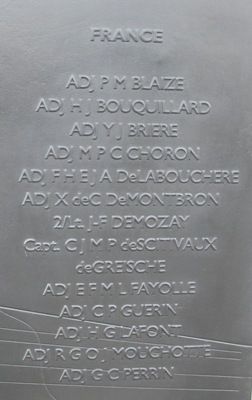 FRANCE
ADJ P M BLAIZE
ADJ H J BOUQUILLARD
ADJ Y J BRIERE
ADJ M P C CHORON
ADJ F H E J A DeLABOUCHERE
ADJ X deC DeMONTBRON
2/Lt. J-F DEMOZAY
Capt. C J M P deSCITIVAUX
deGREISCHE
ADJ E F M L FAYOLLE
ADJ C P GUERIN
ADJ H G LAFONT
ADJ R G O J MOUCHOTTE
ADJ G C PERRIN